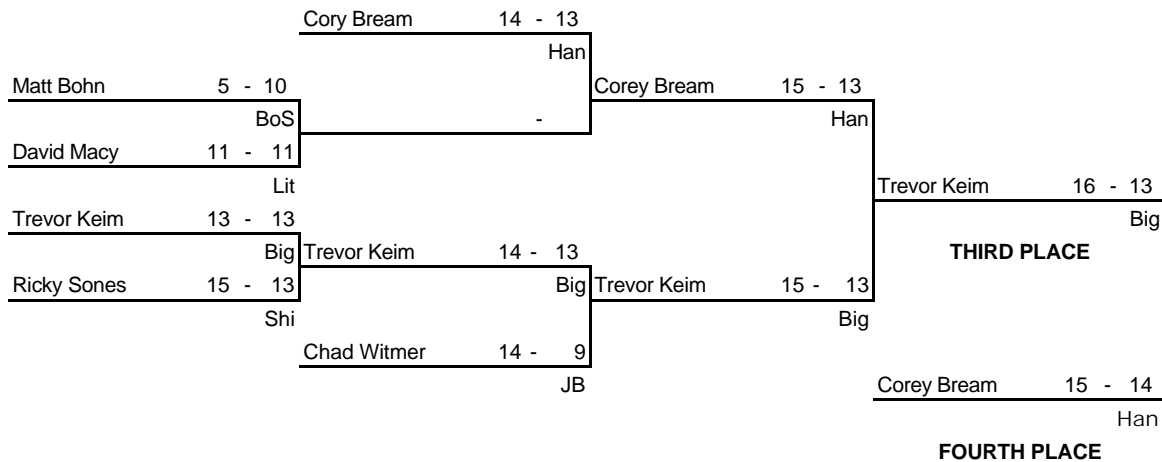 Cory Bream 14 - 13
Han
Matt Bohn 5 - 10 Corey Bream 15 - 13
BoS - Han
David Macy 11 - 11
Lit Trevor Keim 16 - 13
Trevor Keim 13 - 13 Big
Big Trevor Keim 14 - 13 THIRD PLACE
Ricky Sones 15 - 13 Big Trevor Keim 15 - 13
Shi Big
Chad Witmer 14 - 9
JB Corey Bream 15 - 14
Han
FOURTH PLACE